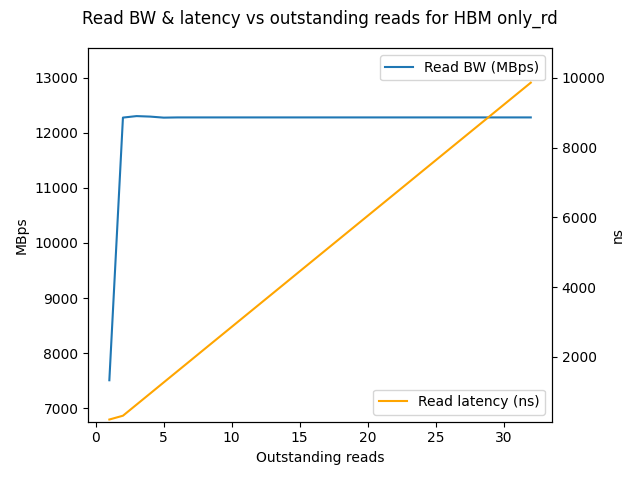 Read BW & latency vs outstanding reads for HBM only_rd
Read BW (MBps)
Read latency (ns)
MBps
13000
12000
11000
10000
9000
8000
7000
ns
10000
8000
6000
4000
2000
0 5 10 15 20 25 30
Outstanding reads